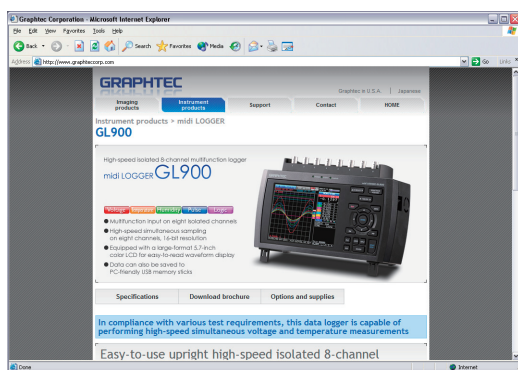 Graphtec Corporation - Microsoft Internet Explorer
File Edit View Favorites Tools Help
Back Search Favorites Media
Address http://www.graphteccorp.com Go Links
GRAPHTEC
Graphtec in U.S.A. | Japanese
Imaging products Instrument products Support Contact HOME
Instrument products > midi LOGGER
GL900
High-speed isolated 8-channel multifunction logger
midi LOGGER GL900
Voltage Temperature Humidity Pulse Logic
● Multifunction input on eight isolated channels
● High-speed simultaneous sampling
on eight channels, 16-bit resolution
● Equipped with a large-format 5.7-inch
color LCD for easy-to-read waveform display
● Data can also be saved to
PC-friendly USB memory sticks
Specifications Download brochure Options and supplies
In compliance with various test requirements, this data logger is capable of
performing high-speed simultaneous voltage and temperature measurements
Easy-to-use upright high-speed isolated 8-channel
Done Internet